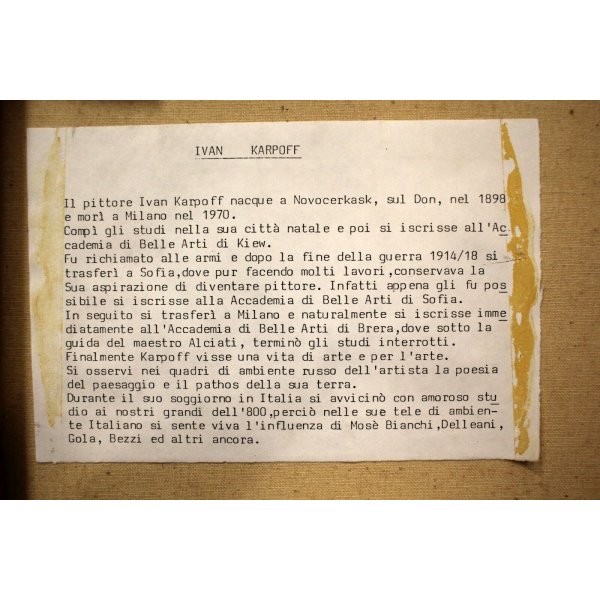 IVAN KARPOFF
Il pittore Ivan Karpoff nacque a Novocerkask, sul Don, nel 1898
e morì a Milano nel 1970.
Compì gli studi nella sua città natale e poi si iscrisse all'Ac
cademia di Belle Arti di Kiew.
Fu richiamato alle armi e dopo la fine della guerra 1914/18 si
trasferì a Sofia,dove pur facendo molti lavori,conservava la
Sua aspirazione di diventare pittore. Infatti appena gli fu pos
sibile si iscrisse alla Accademia di Belle Arti di Sofia.
In seguito si trasferì a Milano e naturalmente si iscrisse imme
diatamente all'Accademia di Belle Arti di Brera,dove sotto la
guida del maestro Alciati, terminò gli studi interrotti.
Finalmente Karpoff visse una vita di arte e per l'arte.
Si osservi nei quadri di ambiente russo dell'artista la poesia
del paesaggio e il pathos della sua terra.
Durante il suo soggiorno in Italia si avvicinò con amoroso stu
dio ai nostri grandi dell'800,perciò nelle sue tele di ambien-
te Italiano si sente viva l'influenza di Mosè Bianchi,Delleani,
Gola, Bezzi ed altri ancora.